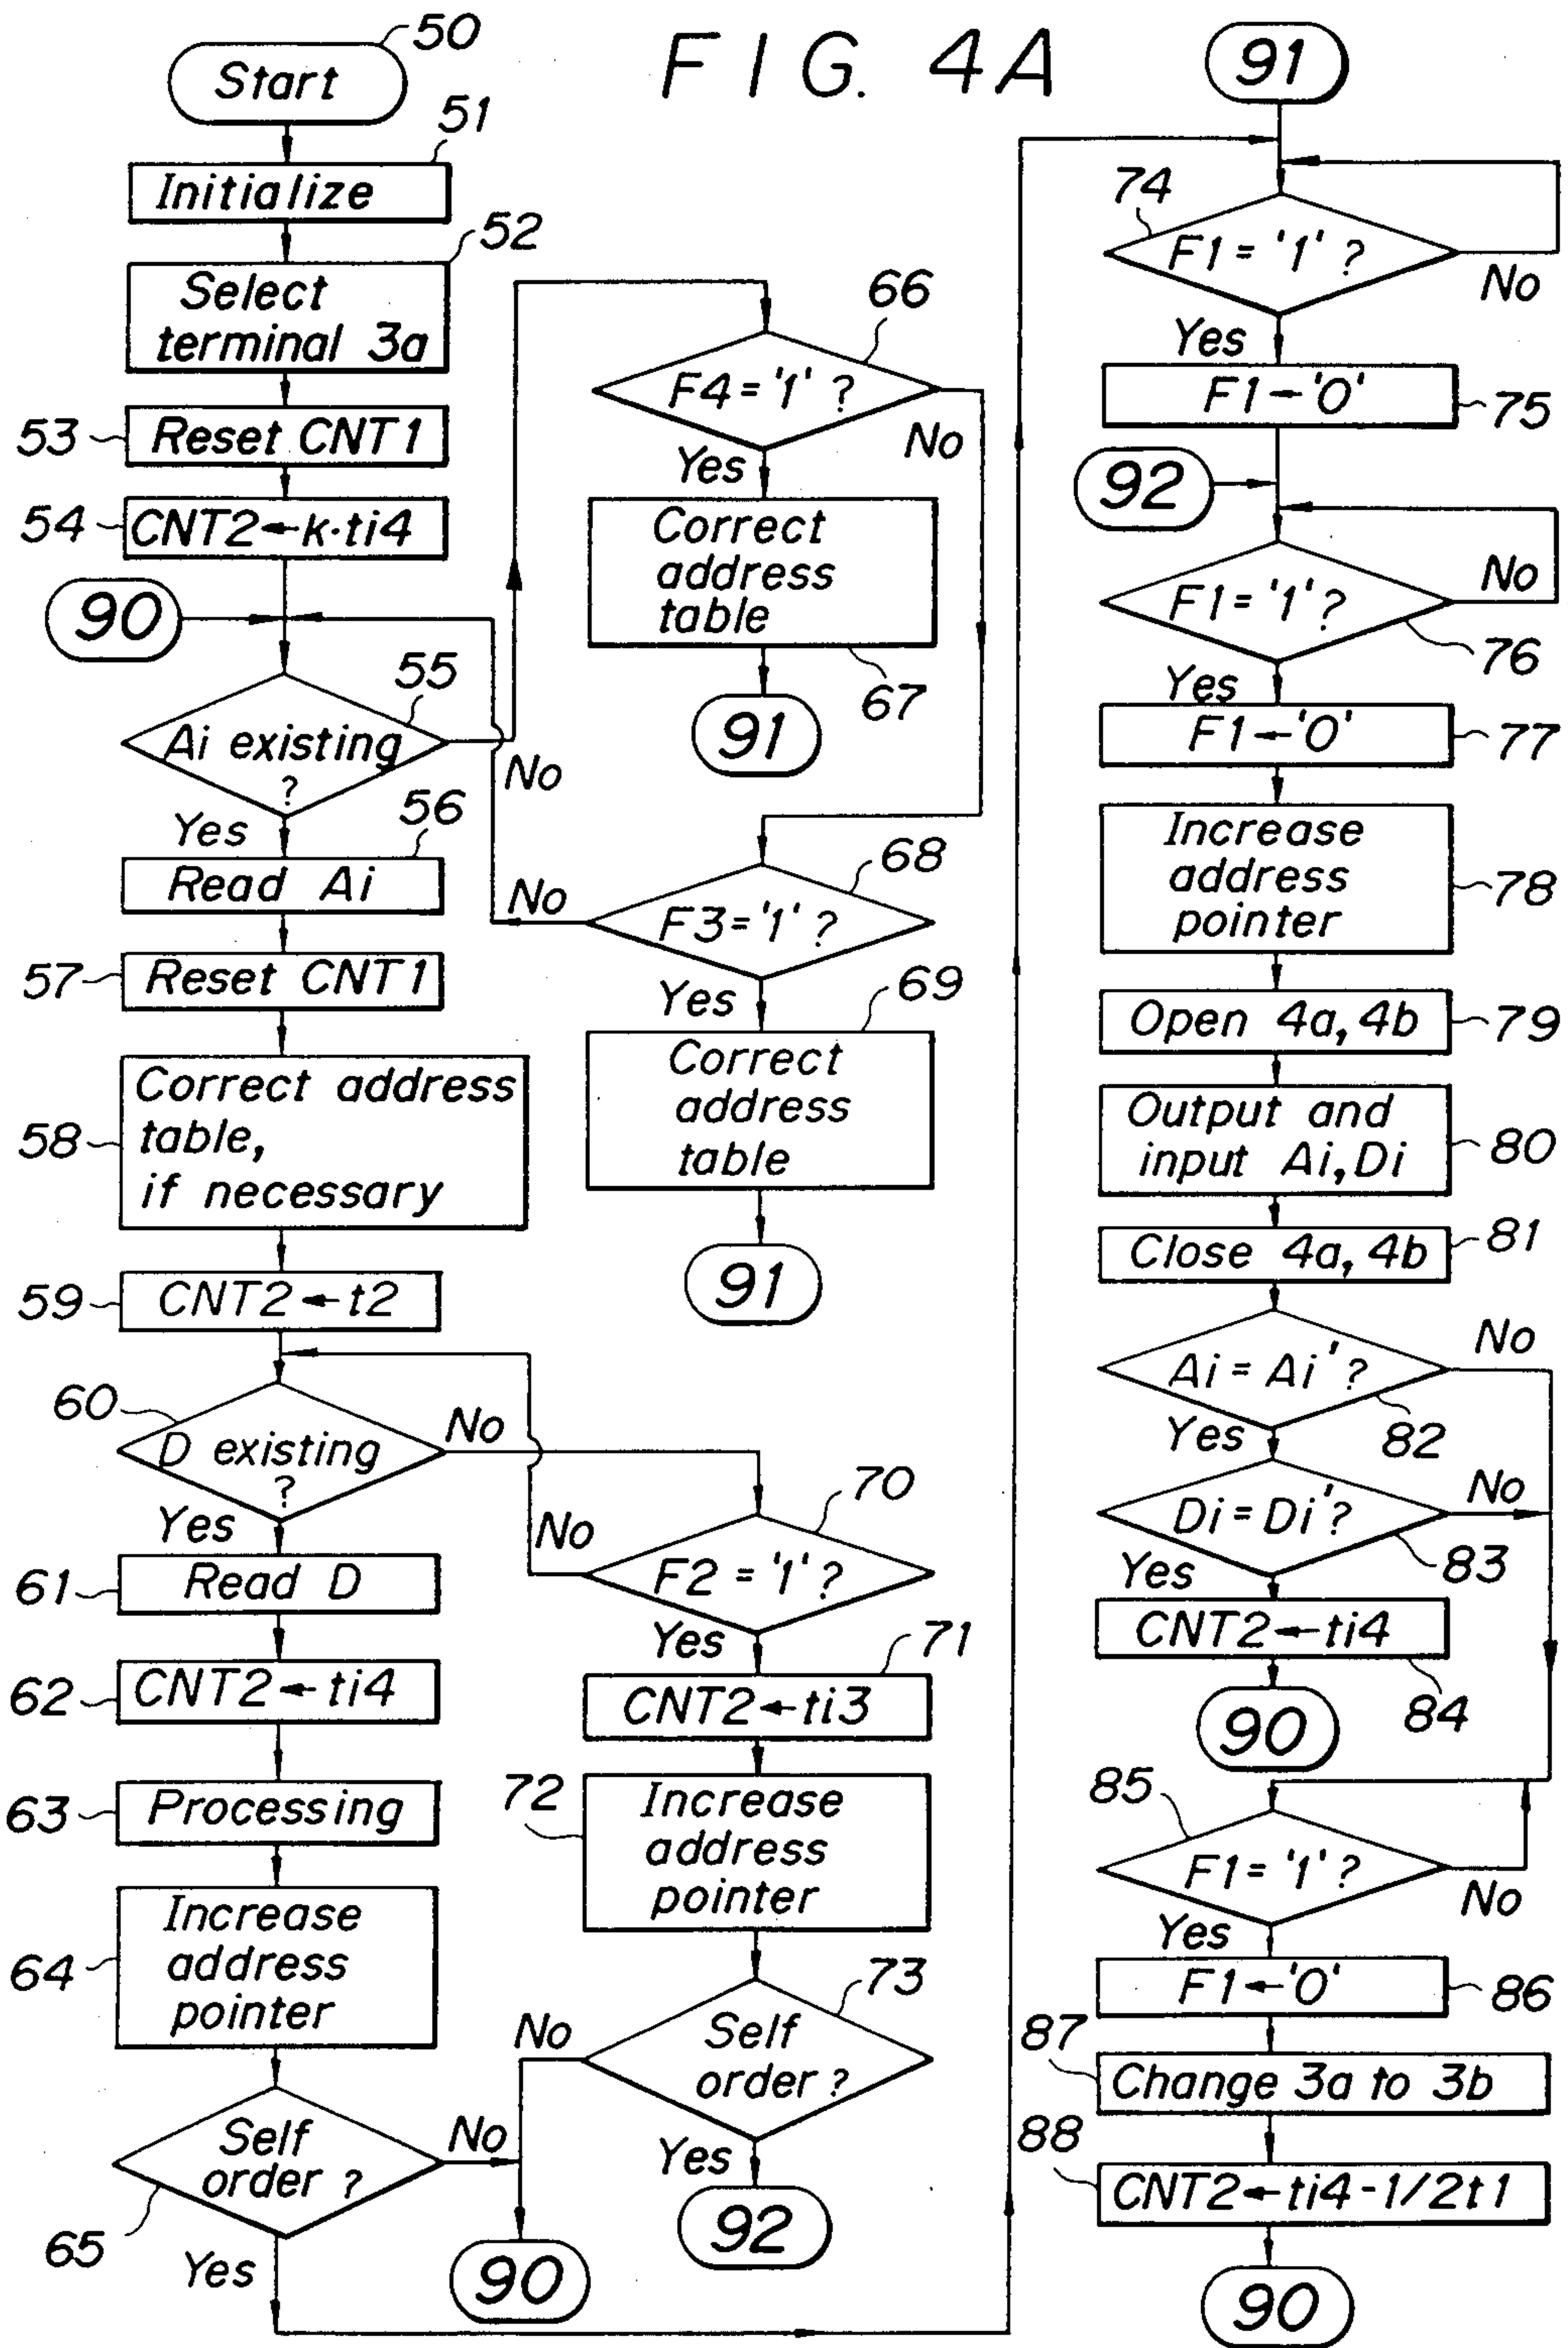 FIG. 4A
50
Start
51
Initialize
52
Select
terminal 3a
53
Reset CNT1
54
CNT2←k·ti4
90
55
Ai existing
?
No
Yes
56
Read Ai
57
Reset CNT1
58
Correct address
table,
if necessary
59
CNT2←t2
60
D existing
?
No
Yes
61
Read D
62
CNT2←ti4
63
Processing
64
Increase
address
pointer
65
Self
order?
No
Yes
90
66
F4='1'?
No
Yes
Correct
address
table
67
91
68
F3='1'?
No
Yes
69
Correct
address
table
91
70
F2='1'?
No
Yes
71
CNT2←ti3
72
Increase
address
pointer
73
Self
order?
No
Yes
92
91
74
F1='1'?
No
Yes
F1←'0'
75
92
F1='1'?
No
76
Yes
F1←'0'
77
Increase
address
pointer
78
Open 4a,4b
79
Output and
input Ai,Di
80
Close 4a,4b
81
Ai=Ai'?
No
82
Yes
Di=Di'?
No
83
Yes
CNT2←ti4
84
90
85
F1='1'?
No
Yes
F1←'0'
86
87
Change 3a to 3b
88
CNT2←ti4-1/2t1
90